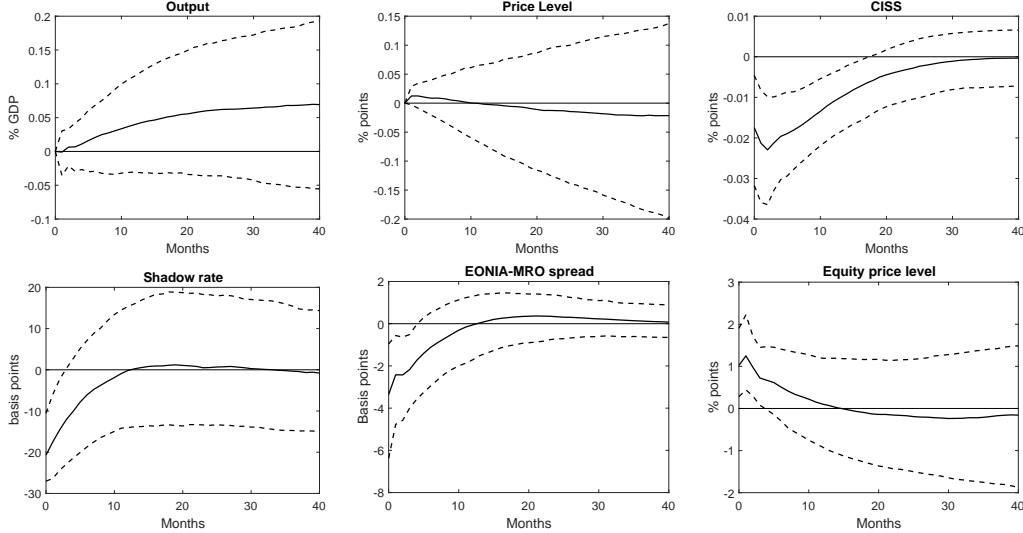 Output
% GDP
0.2
0.15
0.1
0.05
0
-0.05
-0.1
0 10 20 30 40
Months
Price Level
% points
0.15
0.1
0.05
0
-0.05
-0.1
-0.15
-0.2
0 10 20 30 40
Months
CISS
% points
0.01
0
-0.01
-0.02
-0.03
-0.04
0 10 20 30 40
Months
Shadow rate
basis points
20
10
0
-10
-20
-30
0 10 20 30 40
Months
EONIA-MRO spread
Basis points
2
0
-2
-4
-6
-8
0 10 20 30 40
Months
Equity price level
% points
3
2
1
0
-1
-2
0 10 20 30 40
Months